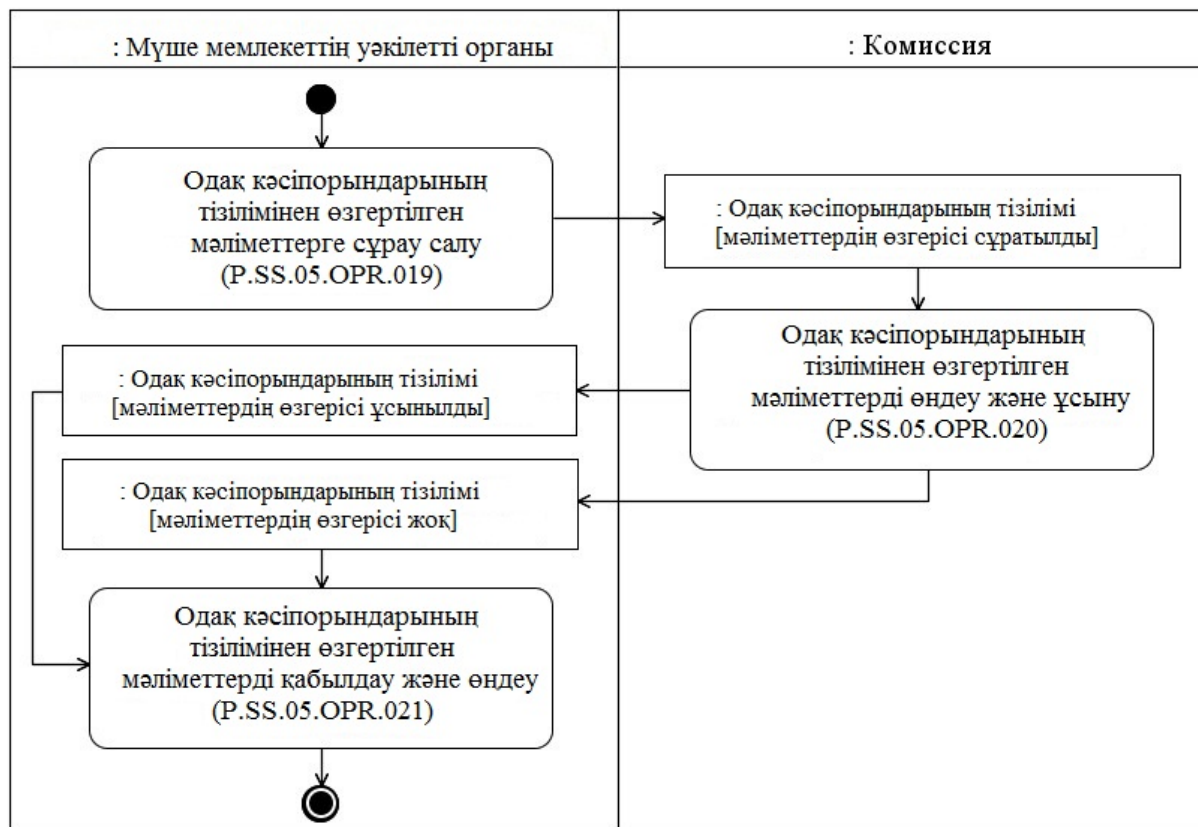 : Мүше мемлекеттің уәкілетті органы
: Комиссия
Одақ кәсіпорындарының
тізілімінен өзгертілген
мәліметтерге сұрау салу
(P.SS.05.OPR.019)
: Одақ кәсіпорындарының тізілімі
[мәліметтердің өзгерісі сұратылды]
Одақ кәсіпорындарының
тізілімінен өзгертілген
мәліметтерді өңдеу және ұсыну
(P.SS.05.OPR.020)
: Одақ кәсіпорындарының тізілімі
[мәліметтердің өзгерісі ұсынылды]
: Одақ кәсіпорындарының тізілімі
[мәліметтердің өзгерісі жоқ]
Одақ кәсіпорындарының
тізілімінен өзгертілген
мәліметтерді қабылдау және өңдеу
(P.SS.05.OPR.021)